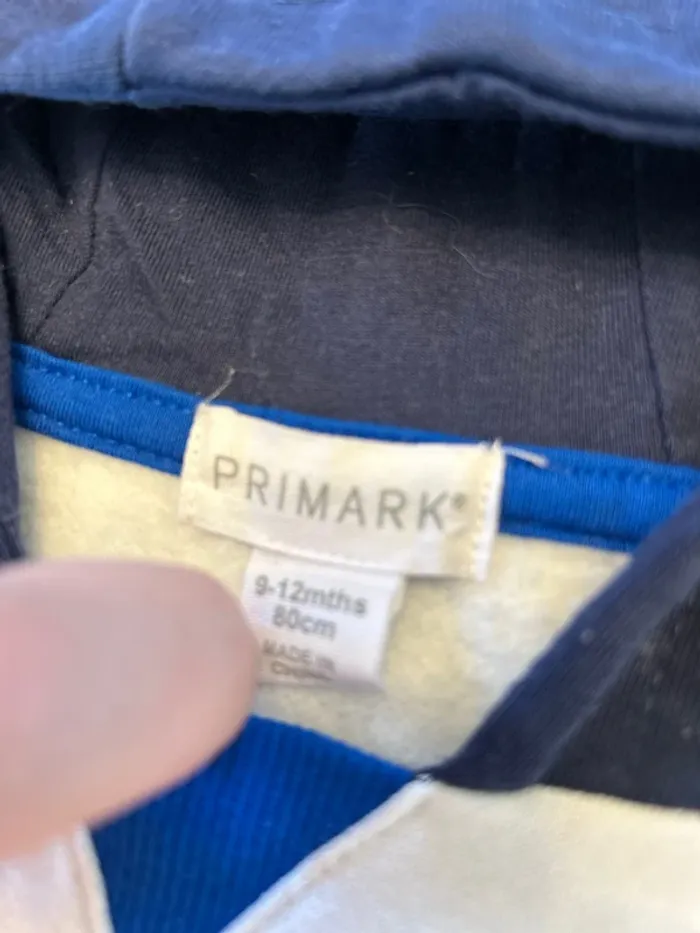 PRIMARK®
9-12mths
80cm
MADE IN
CHINA